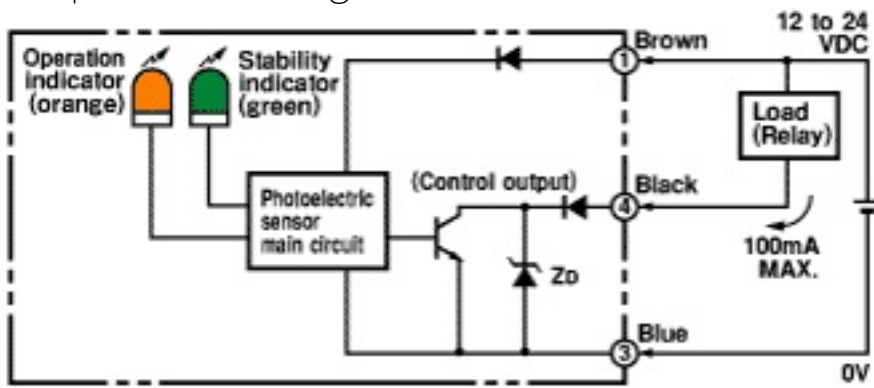 12 to 24
VDC
Brown
1
Operation
indicator
(orange)
Stability
indicator
(green)
Load
(Relay)
(Control output)
Black
4
Photoelectric
sensor
main circuit
100mA
MAX.
ZD
Blue
3
0V